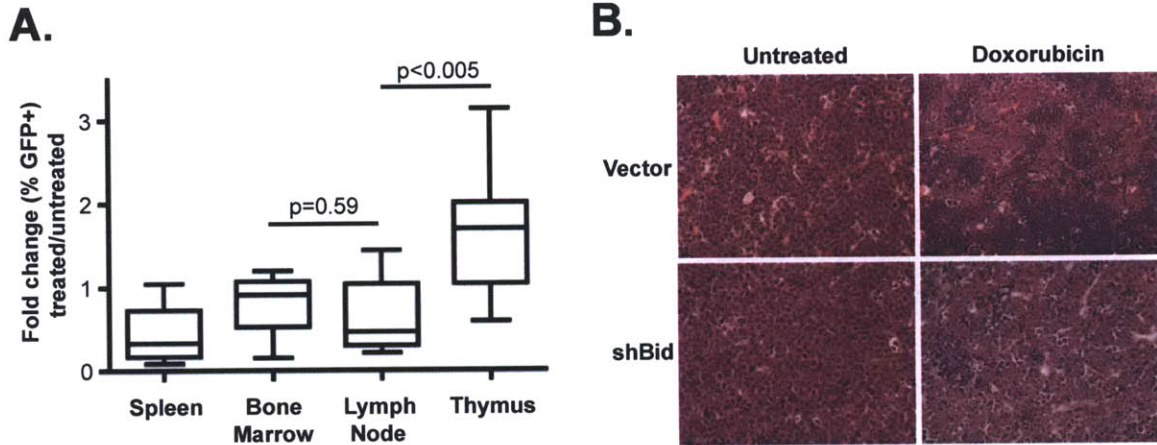 A.
Fold change (% GFP+)
treated/untreated
3
2
1
0
p<0.005
p=0.59
Spleen
Bone
Marrow
Lymph
Node
Thymus
B.
Untreated
Doxorubicin
Vector
shBid